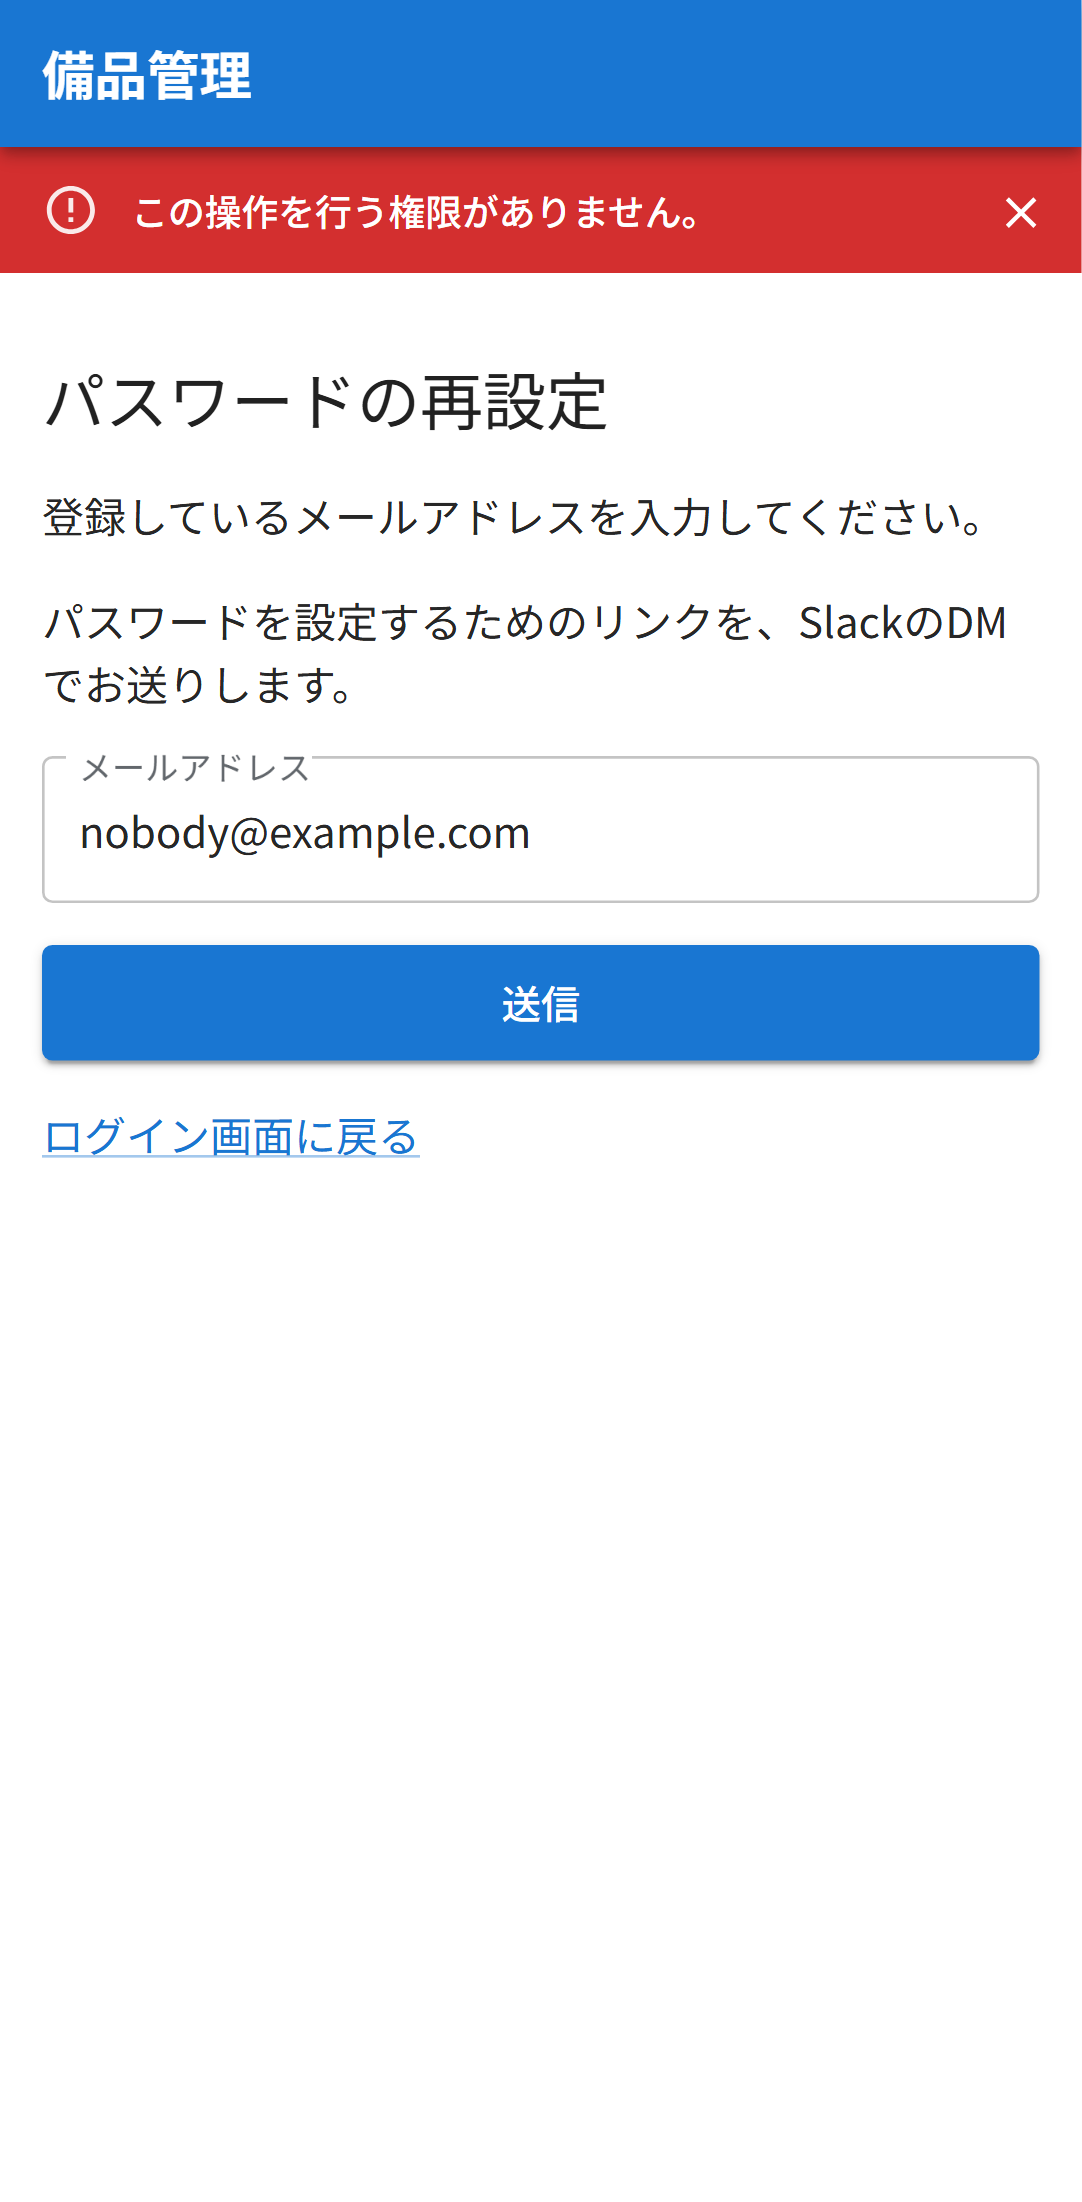 備品管理
この操作を行う権限がありません。
パスワードの再設定
登録しているメールアドレスを入力してください。
パスワードを設定するためのリンクを、SlackのDM
でお送りします。
メールアドレス
nobody@example.com
送信
ログイン画面に戻る